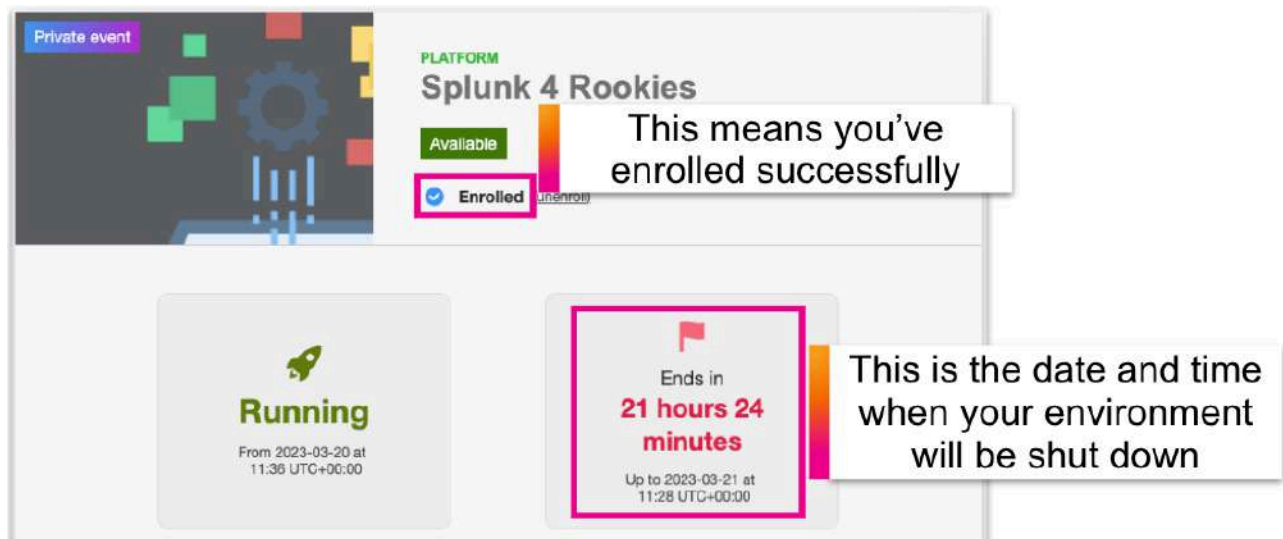 Private event
PLATFORM
Splunk 4 Rookies
Available
This means you've
enrolled successfully
Enrolled (unenroll)
Running
From 2023-03-20 at
11:36 UTC+00:00
Ends in
21 hours 24
minutes
Up to 2023-03-21 at
11:28 UTC+00:00
This is the date and time
when your environment
will be shut down